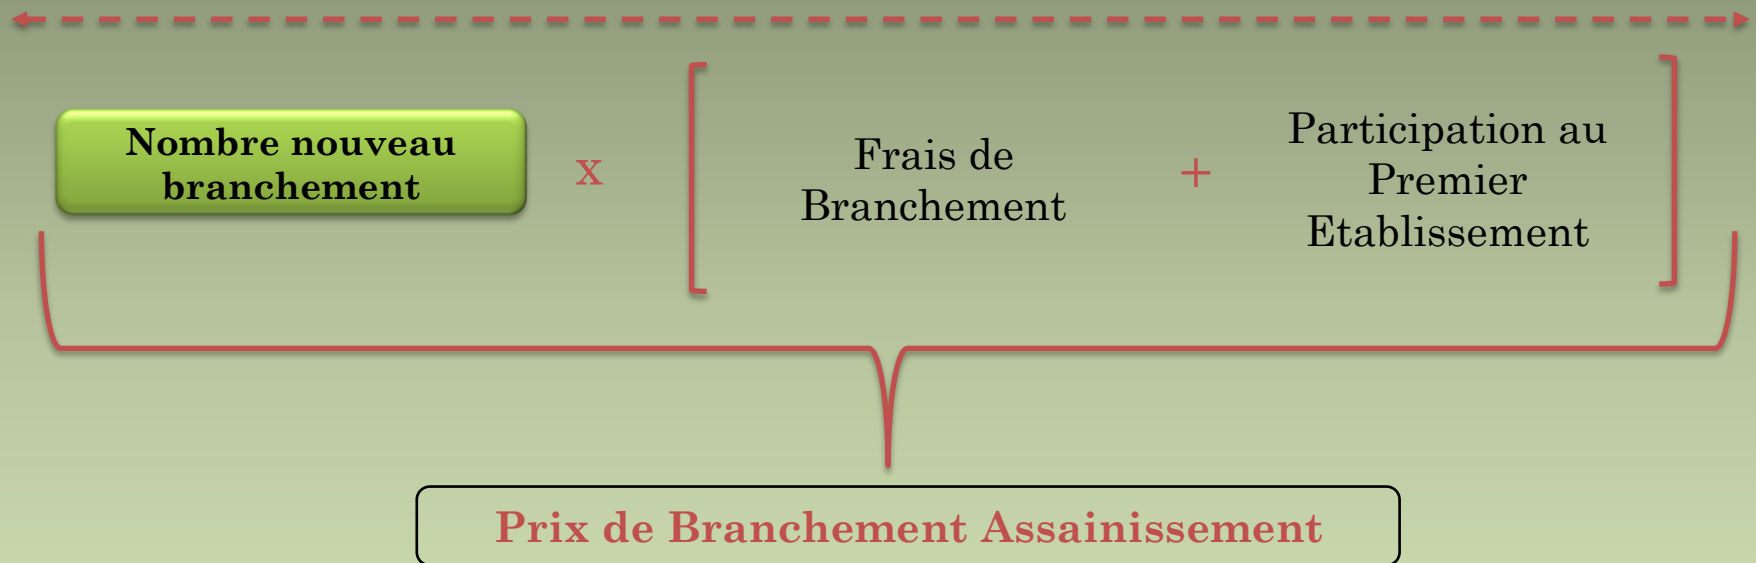 Nombre nouveau
branchement
x
Frais de
Branchement
+
Participation au
Premier
Etablissement
Prix de Branchement Assainissement